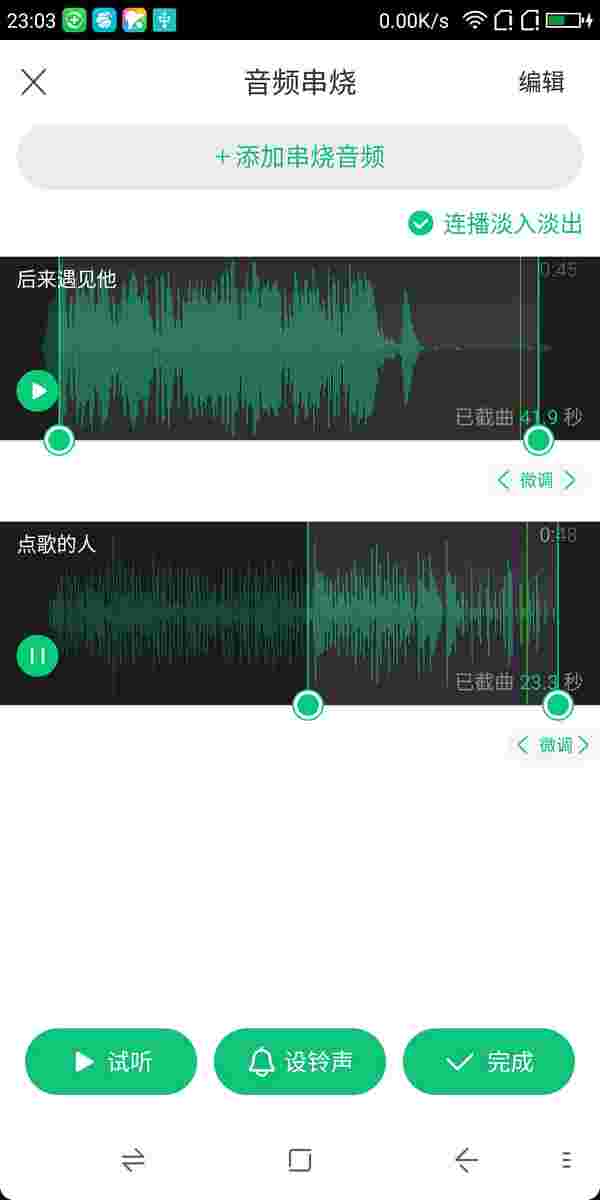 23:03
0.00K/s
音频串烧
编辑
+添加串烧音频
连播淡入淡出
后来遇见他
0:45
已截曲 41.9 秒
微调
点歌的人
0:48
已截曲 23.3 秒
微调
试听
设铃声
完成